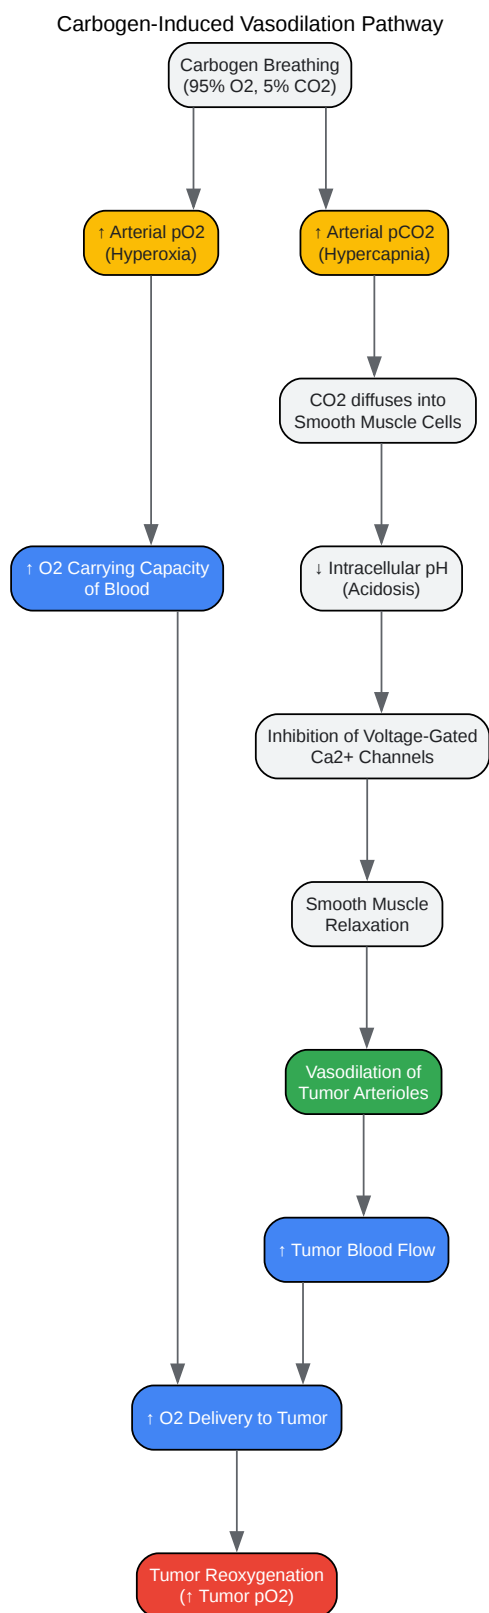 Carbogen-Induced Vasodilation Pathway
Carbogen Breathing
(95% O2, 5% CO2)
↑ Arterial pO2
(Hyperoxia)
↑ Arterial pCO2
(Hypercapnia)
CO2 diffuses into
Smooth Muscle Cells
↑ O2 Carrying Capacity
of Blood
↓ Intracellular pH
(Acidosis)
Inhibition of Voltage-Gated
Ca2+ Channels
Smooth Muscle
Relaxation
Vasodilation of
Tumor Arterioles
↑ Tumor Blood Flow
↑ O2 Delivery to Tumor
Tumor Reoxygenation
(↑ Tumor pO2)